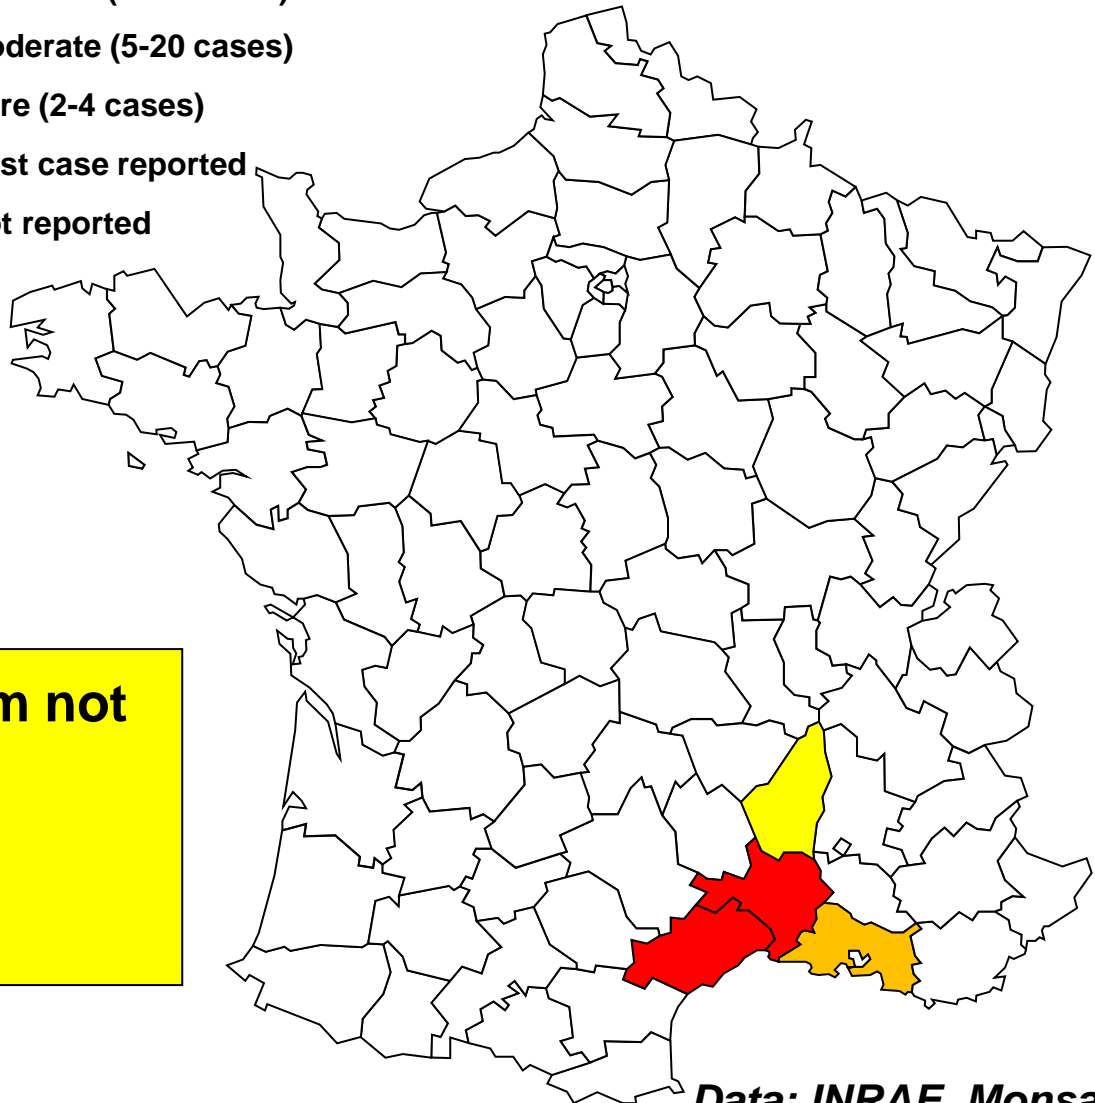 oderate (5-20 cases)
re (2-4 cases)
st case reported
t reported
m not
Data: INRAE, Monsa